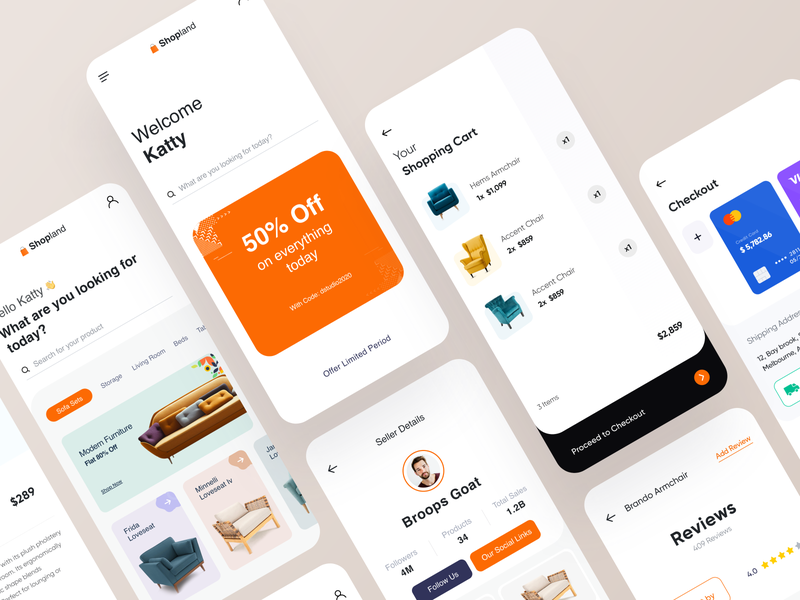 Shopland
Hello Katty 👋
What are you looking for
today?
Search for your product
Sofa Sets
Storage
Living Room
Beds
Modern Furniture
Flat 80% Off
Shop Now
Frida
Loveseat
Minnelli
Loveseat Iv
$289
with its plush pholstery
room. Its ergonomically
shape blends
Perfect for lounging or
Shopland
Welcome
Katty
What are you looking for today?
50% Off
on everything
today
With Code: dstudio2020
Offer Limited Period
Your
Shopping Cart
Hems Armchair
1x $1,099
x1
Accent Chair
2x $859
x1
Accent Chair
2x $859
x1
3 Items
$2,859
Proceed to Checkout
Seller Details
Broops Goat
Followers
4M
Products
34
Total Sales
1.2B
Follow Us
Our Social Links
Checkout
+
Credit Card
$ 5,782.86
Shipping Address
12, Bay brook,
Melbourne,
Brando Armchair
Add Review
Reviews
409 Reviews
4.0
by